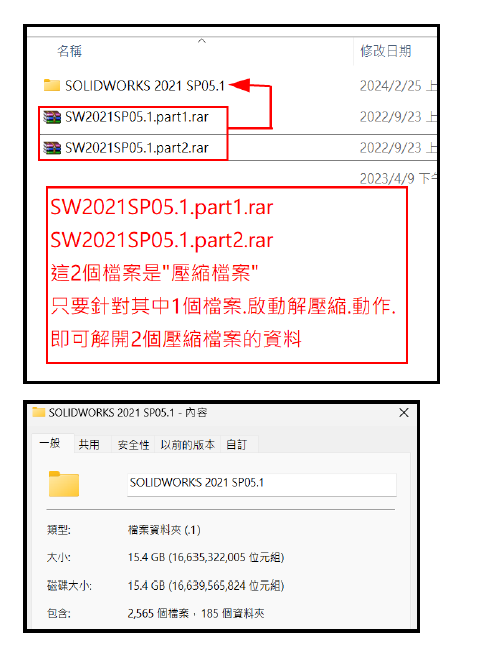 名稱
修改日期
SOLIDWORKS 2021 SP05.1
2024/2/25 上
SW2021SP05.1.part1.rar
2022/9/23 上
SW2021SP05.1.part2.rar
2022/9/23 上
2023/4/9 下午
SW2021SP05.1.part1.rar
SW2021SP05.1.part2.rar
這2個檔案是"壓縮檔案"
只要針對其中1個檔案.啟動解壓縮.動作.
即可解開2個壓縮檔案的資料
SOLIDWORKS 2021 SP05.1 - 內容
一般 共用 安全性 以前的版本 自訂
SOLIDWORKS 2021 SP05.1
類型: 檔案資料夾 (.1)
大小: 15.4 GB (16,635,322,005 位元組)
磁碟大小: 15.4 GB (16,639,565,824 位元組)
包含: 2,565 個檔案，185 個資料夾